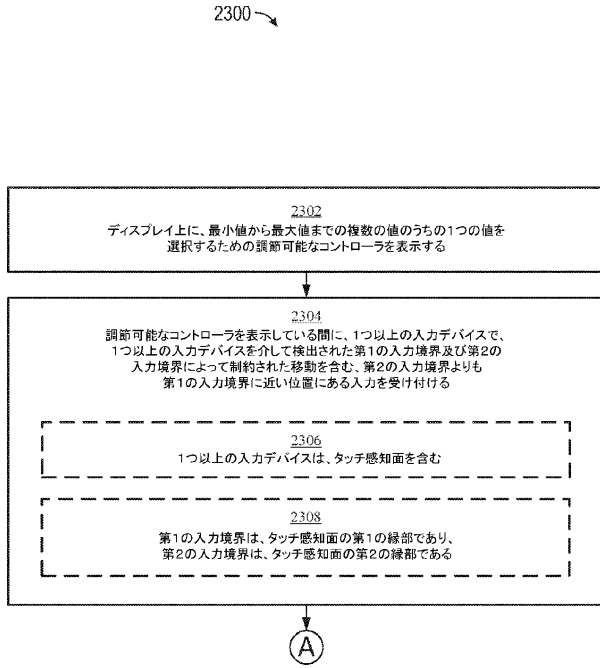 2300
2302
ディスプレイ上に、最小値から最大値までの複数の値のうちの1つの値を
選択するための調節可能なコントローラを表示する
2304
調節可能なコントローラを表示している間に、1つ以上の入力デバイスで、
1つ以上の入力デバイスを介して検出された第1の入力境界及び第2の
入力境界によって制約された移動を含む、第2の入力境界よりも
第1の入力境界に近い位置にある入力を受け付ける
2306
1つ以上の入力デバイスは、タッチ感知面を含む
2308
第1の入力境界は、タッチ感知面の第1の縁部であり、
第2の入力境界は、タッチ感知面の第2の縁部である
A